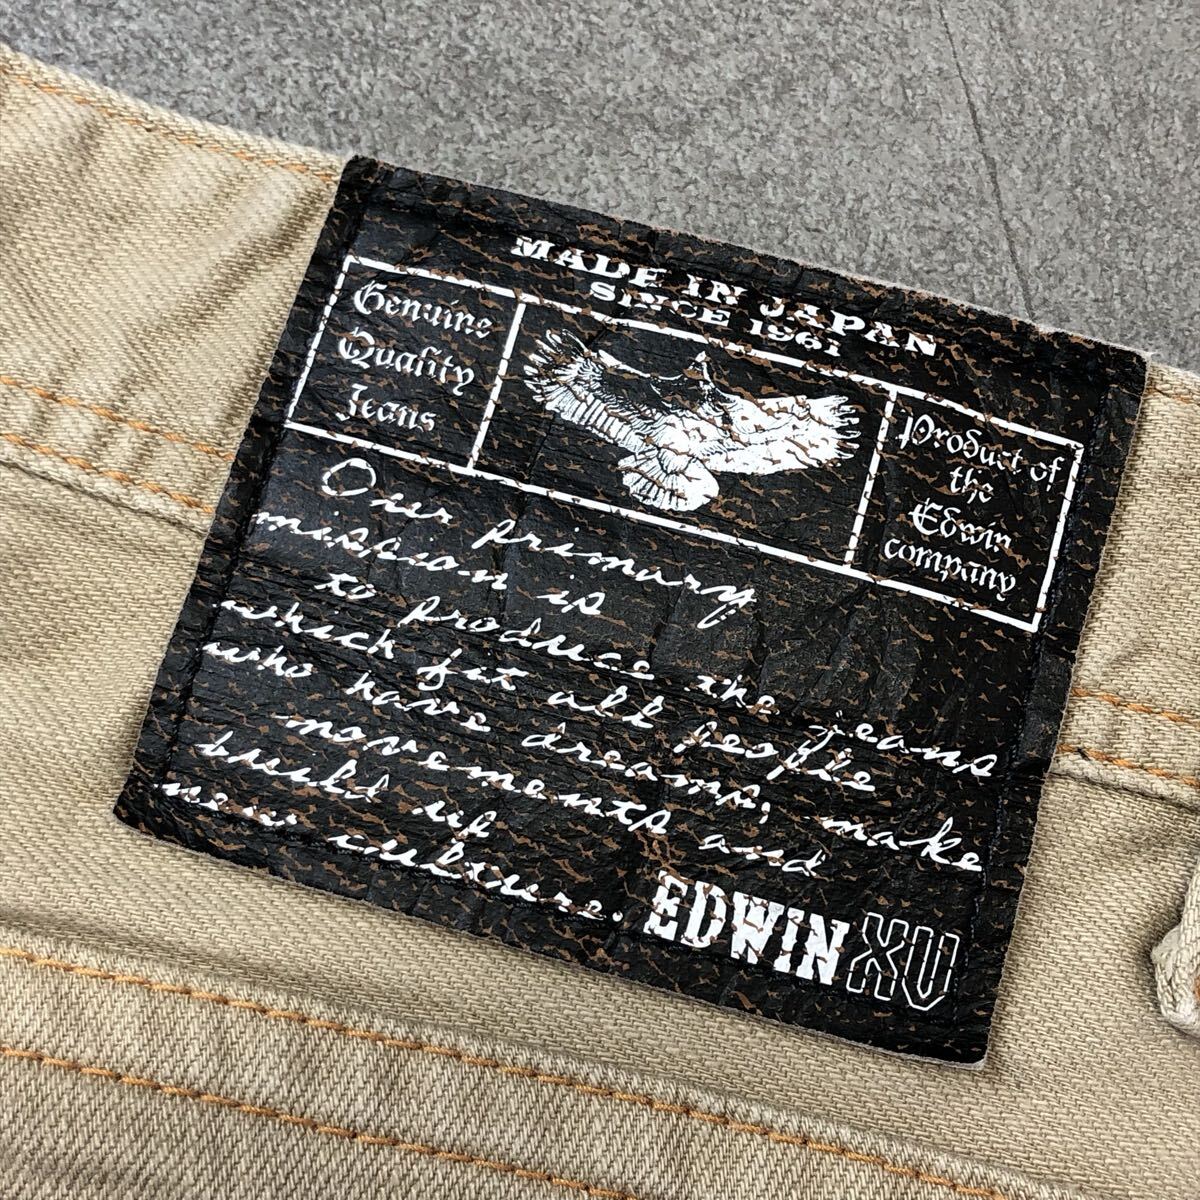 MADE IN JAPAN
SINCE 1961
Genuine
Quality
Jeans
Product of
the
Edwin
company
Our primary
mission is
to produce the jeans
which fit all people
who have dreams, make
movements and
build up
new culture.
EDWIN XV